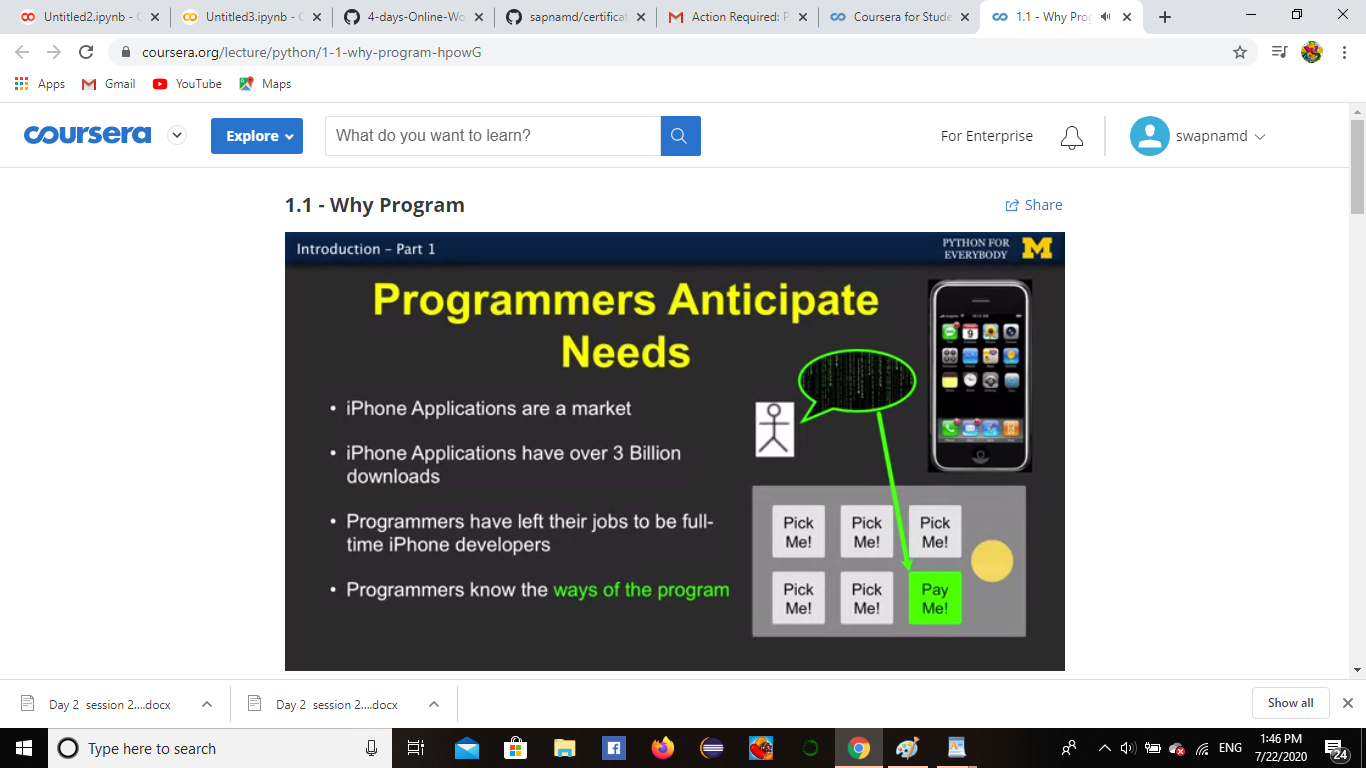 Untitled2.ipynb - C
Untitled3.ipynb - C
4-days-Online-Wo
sapnamd/certificat
Action Required: P
Coursera for Stude
1.1 - Why Prog
coursera.org/lecture/python/1-1-why-program-hpowG
Apps Gmail YouTube Maps
coursera
Explore
What do you want to learn?
For Enterprise
swapnamd
1.1 - Why Program
Share
Introduction – Part 1
PYTHON FOR
EVERYBODY
M
Programmers Anticipate
Needs
• iPhone Applications are a market
• iPhone Applications have over 3 Billion
downloads
• Programmers have left their jobs to be full-
time iPhone developers
• Programmers know the ways of the program
Pick
Me!
Pick
Me!
Pick
Me!
Pick
Me!
Pick
Me!
Pay
Me!
Day 2 session 2....docx
Day 2 session 2....docx
Show all
Type here to search
ENG
1:46 PM
7/22/2020
24